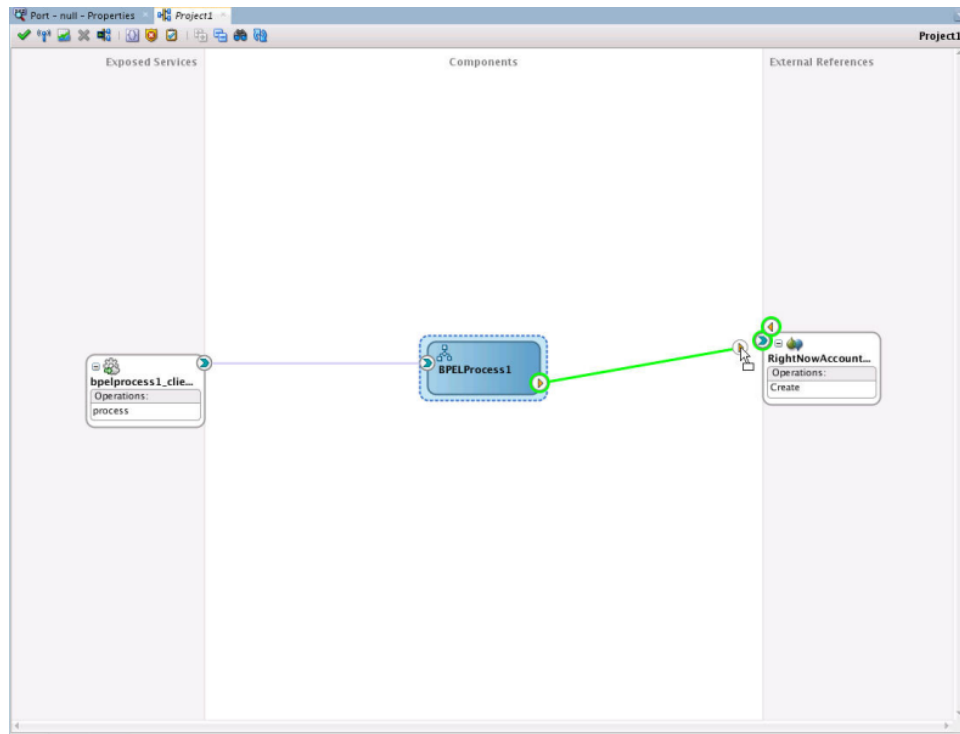 Port - null - Properties
Project1
Project1
Exposed Services
Components
External References
bpelprocess1_clie...
Operations:
process
BPELProcess1
RightNowAccount...
Operations:
Create